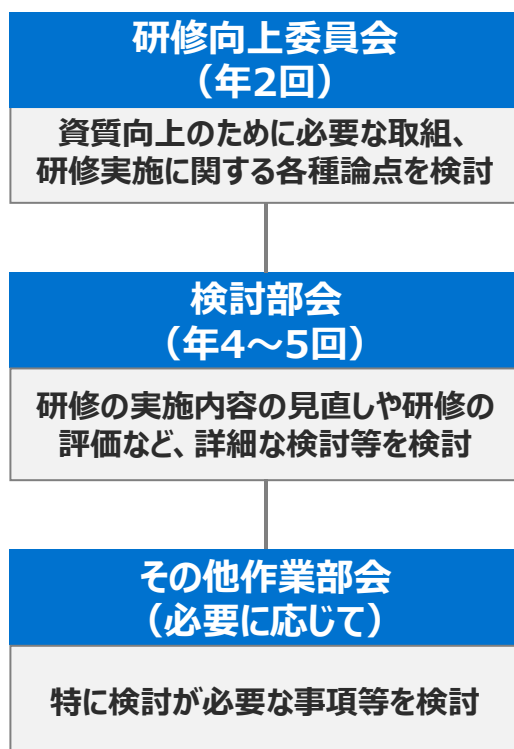 研修向上委員会
（年2回）
資質向上のために必要な取組、
研修実施に関する各種論点を検討
検討部会
（年4～5回）
研修の実施内容の見直しや研修の
評価など、詳細な検討等を検討
その他作業部会
（必要に応じて）
特に検討が必要な事項等を検討